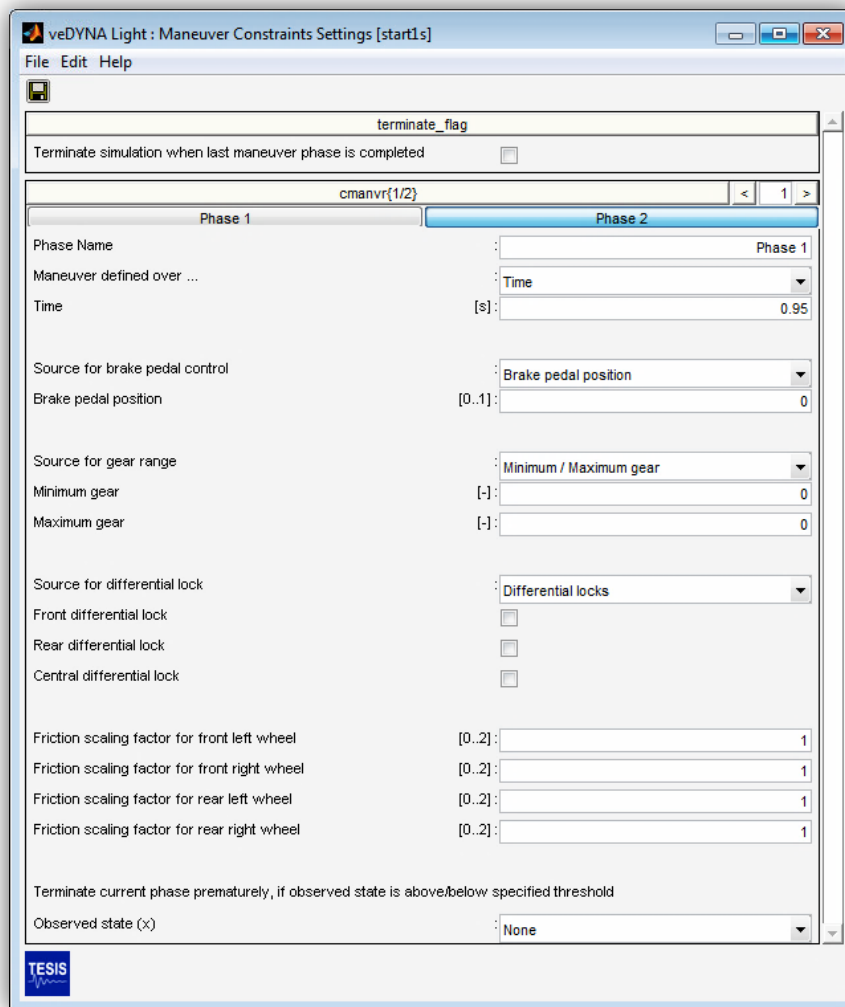 veDYNA Light : Maneuver Constraints Settings [start1s]
File Edit Help
terminate_flag
Terminate simulation when last maneuver phase is completed
cmanvr{1/2} < 1 >
Phase 1 Phase 2
Phase Name : Phase 1
Maneuver defined over ... : Time
Time [s] : 0.95
Source for brake pedal control : Brake pedal position
Brake pedal position [0..1] : 0
Source for gear range : Minimum / Maximum gear
Minimum gear [-] : 0
Maximum gear [-] : 0
Source for differential lock : Differential locks
Front differential lock
Rear differential lock
Central differential lock
Friction scaling factor for front left wheel [0..2] : 1
Friction scaling factor for front right wheel [0..2] : 1
Friction scaling factor for rear left wheel [0..2] : 1
Friction scaling factor for rear right wheel [0..2] : 1
Terminate current phase prematurely, if observed state is above/below specified threshold
Observed state (x) : None
TESIS